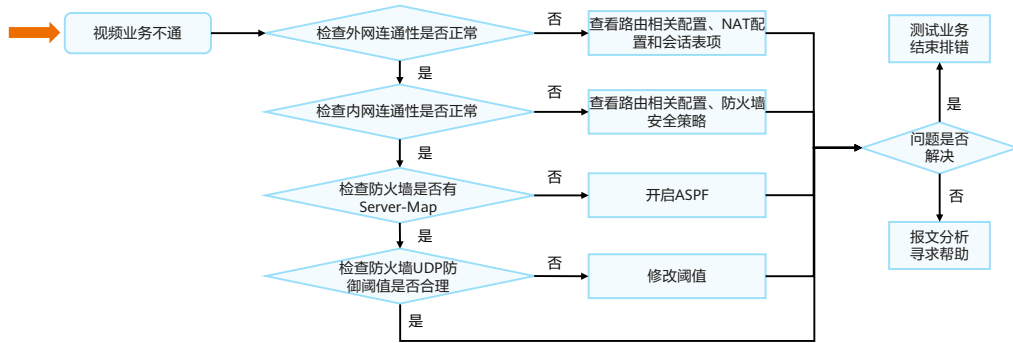 视频业务不通
检查外网连通性是否正常
否
查看路由相关配置、NAT配
置和会话表项
是
检查内网连通性是否正常
否
查看路由相关配置、防火墙
安全策略
是
检查防火墙是否有
Server-Map
否
开启ASPF
是
检查防火墙UDP防
御阈值是否合理
否
修改阈值
是
问题是否
解决
是
测试业务
结束排错
否
报文分析
寻求帮助